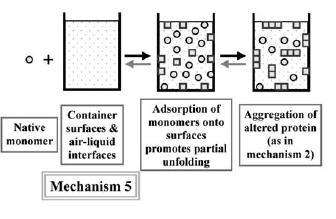 +
Native
monomer
Container
surfaces &
air-liquid
interfaces
Adsorption of
monomers onto
surfaces
promotes partial
unfolding
Aggregation of
altered protein
(as in
mechanism 2)
Mechanism 5